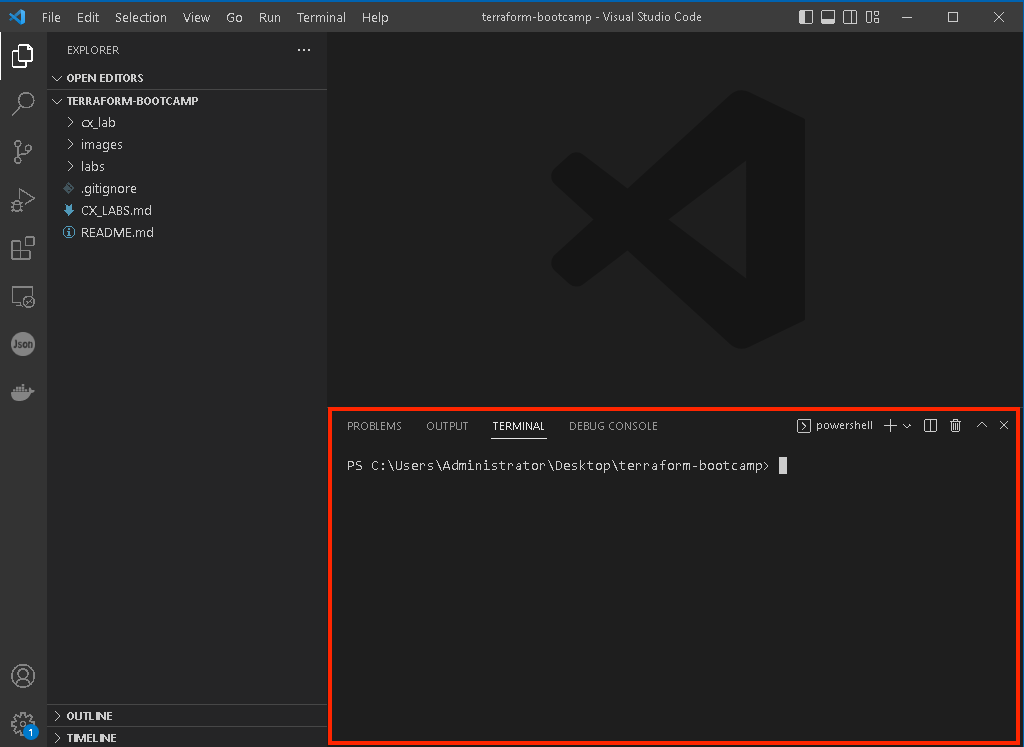 File Edit Selection View Go Run Terminal Help terraform-bootcamp - Visual Studio Code
EXPLORER
OPEN EDITORS
TERRAFORM-BOOTCAMP
cx_lab
images
labs
.gitignore
CX_LABS.md
README.md
Json
PROBLEMS OUTPUT TERMINAL DEBUG CONSOLE powershell
PS C:\Users\Administrator\Desktop\terraform-bootcamp>
OUTLINE
1
TIMELINE